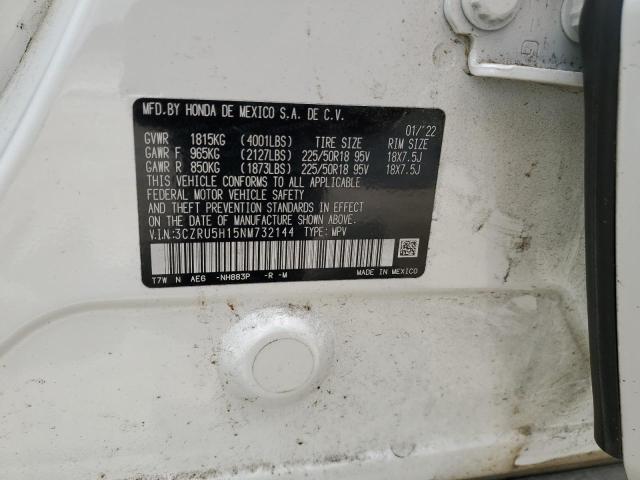 MFD.BY HONDA DE MEXICO S.A. DE C.V.
01/'22
GVWR 1815KG (4001LBS) TIRE SIZE RIM SIZE
GAWR F 965KG (2127LBS) 225/50R18 95V 18X7.5J
GAWR R 850KG (1873LBS) 225/50R18 95V 18X7.5J
THIS VEHICLE CONFORMS TO ALL APPLICABLE
FEDERAL MOTOR VEHICLE SAFETY
AND THEFT PREVENTION STANDARDS IN EFFECT
ON THE DATE OF MANUFACTURE SHOWN ABOVE.
V.I.N:3CZRU5H15NM732144 TYPE: MPV
T7W N AE6 -NH883P -R -M
MADE IN MEXICO